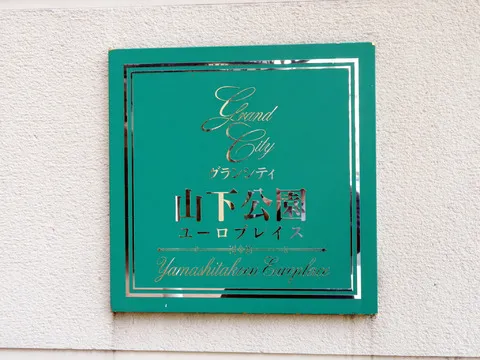 Grand
City
グランシティ
山下公園
ユーロプレイス
Yamashitakoen Europlace